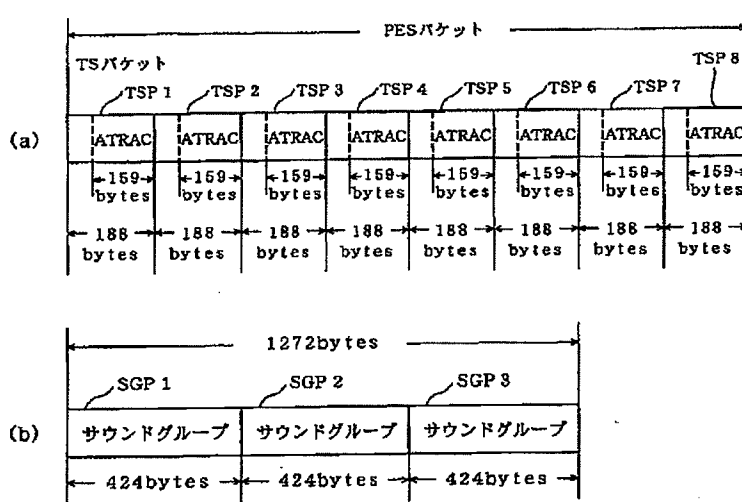 PESパケット
TSパケット
TSP 1 TSP 2 TSP 3 TSP 4 TSP 5 TSP 6 TSP 7 TSP 8
(a)
ATRAC ATRAC ATRAC ATRAC ATRAC ATRAC ATRAC ATRAC
159 159 159 159 159 159 159 159
bytes bytes bytes bytes bytes bytes bytes bytes
188 188 188 188 188 188 188 188
bytes bytes bytes bytes bytes bytes bytes bytes
1272bytes
SGP 1 SGP 2 SGP 3
(b)
サウンドグループ サウンドグループ サウンドグループ
424bytes 424bytes 424bytes